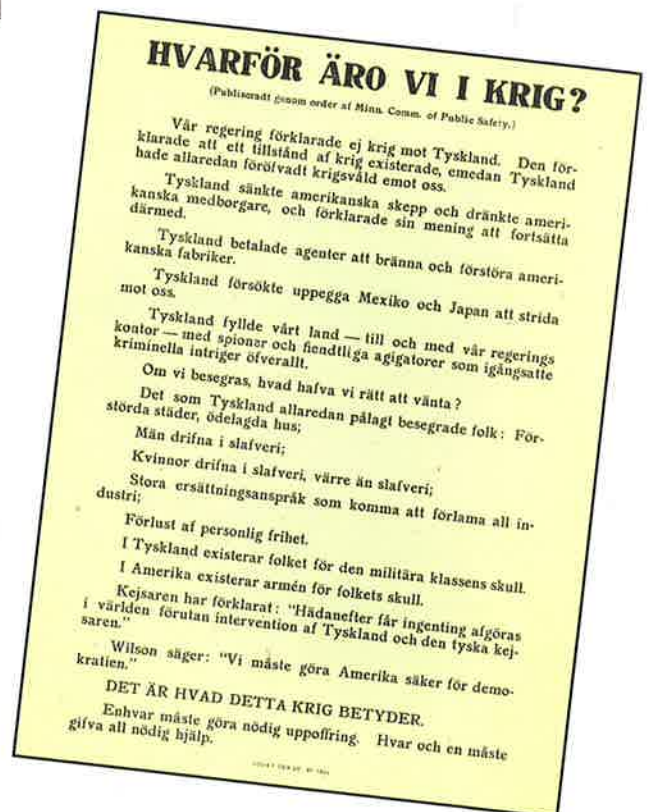 HVARFÖR ÄRO VI I KRIG?
(Publiceradt genom order af Minn. Comm. of Public Safety.)
Vår regering förklarade ej krig mot Tyskland. Den för-
klarade att ett tillstånd af krig existerade, emedan Tyskland
hade allaredan föröfvadt krigsvåld emot oss.
Tyskland sänkte amerikanska skepp och dränkte ameri-
kanska medborgare, och förklarade sin mening att fortsätta
därmed.
Tyskland betalade agenter att bränna och förstöra ameri-
kanska fabriker.
Tyskland försökte uppegga Mexiko och Japan att strida
mot oss.
Tyskland fyllde vårt land — till och med vår regerings
kontor — med spioner och fiendtliga agigatorer som igångsatte
kriminella intriger öfverallt.
Om vi besegras, hvad hafva vi rätt att vänta?
Det som Tyskland allaredan pålagt besegrade folk: För-
störda städer, ödelagda hus;
Män drifna i slafveri;
Kvinnor drifna i slafveri, värre än slafveri;
Stora ersättningsanspråk som komma att förlama all in-
dustri;
Förlust af personlig frihet.
I Tyskland existerar folket för den militära klassens skull.
I Amerika existerar armén för folkets skull.
Kejsaren har förklarat: "Hädanefter får ingenting afgöras
i världen förutan intervention af Tyskland och den tyska kej-
saren."
Wilson säger: "Vi måste göra Amerika säker för demo-
kratien."
DET ÄR HVAD DETTA KRIG BETYDER.
Enhvar måste göra nödig uppoffring. Hvar och en måste
gifva all nödig hjälp.